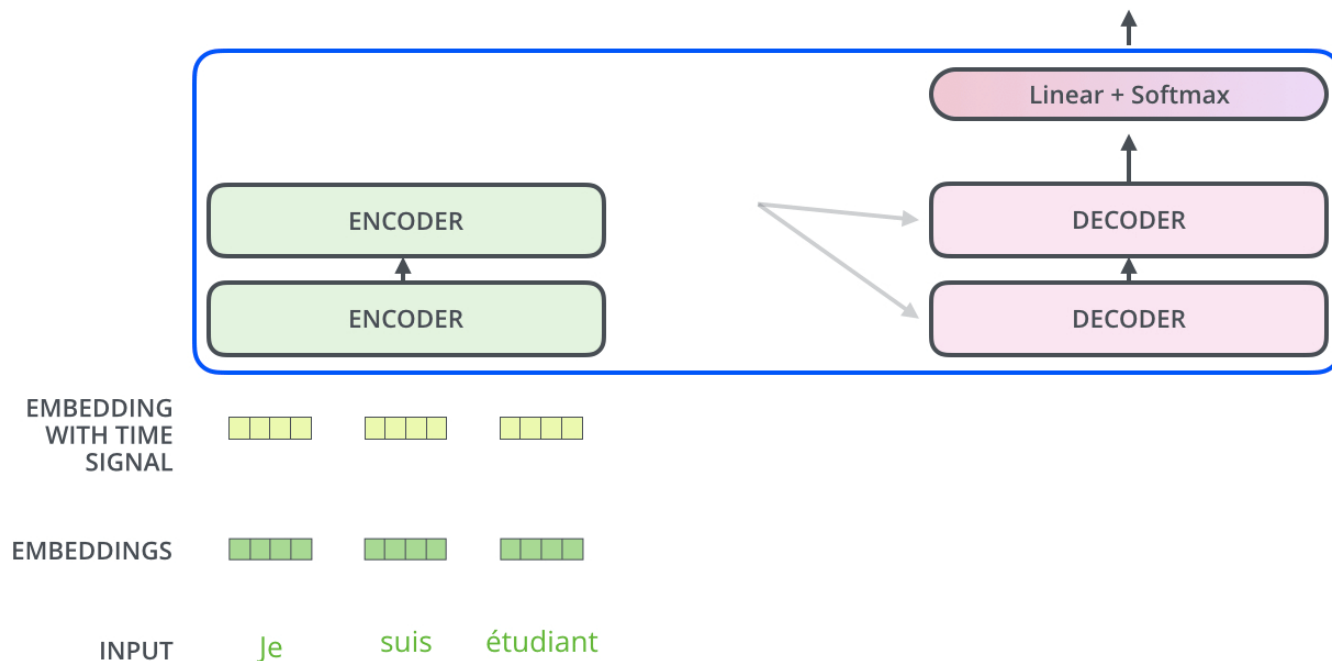 Linear + Softmax
ENCODER
DECODER
ENCODER
DECODER
EMBEDDING
WITH TIME
SIGNAL
EMBEDDINGS
INPUT
Je suis étudiant